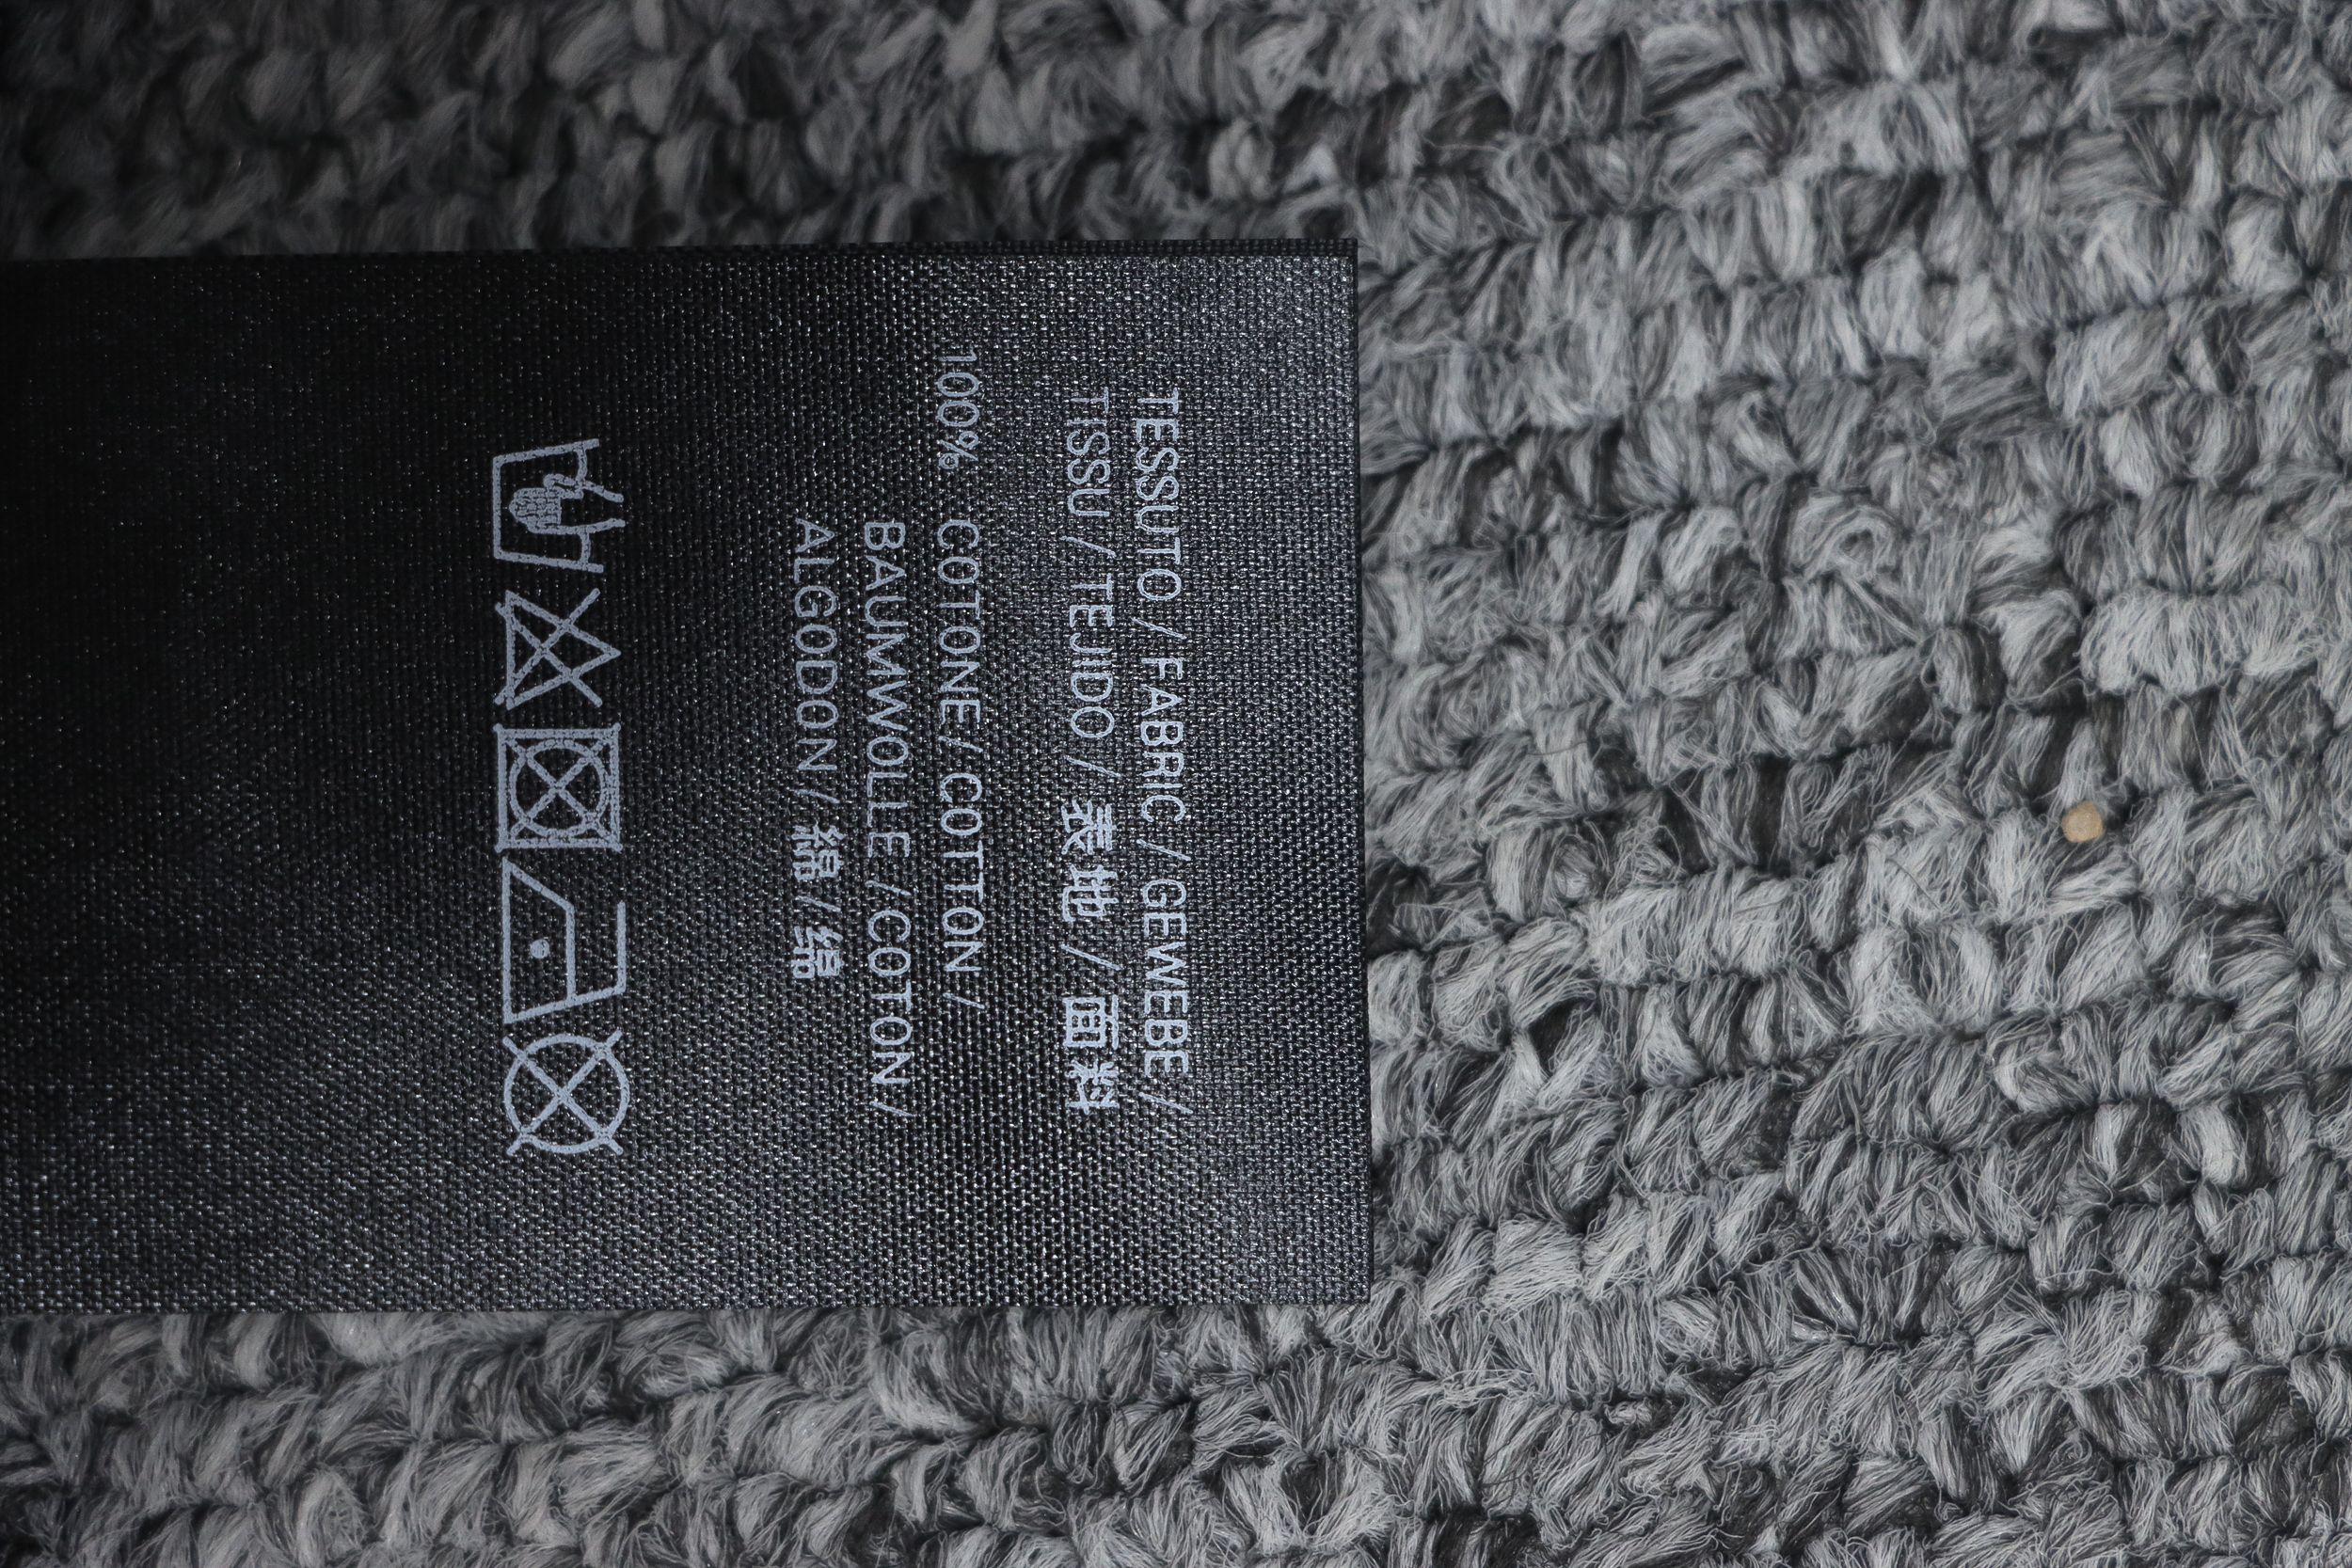 TESSUTO / FABRIC / GEWEBE /
TISSU / TEJIDO / 表地 / 面料
100% COTONE / COTTON /
BAUMWOLLE / COTON /
ALGODON / 綿 / 绵